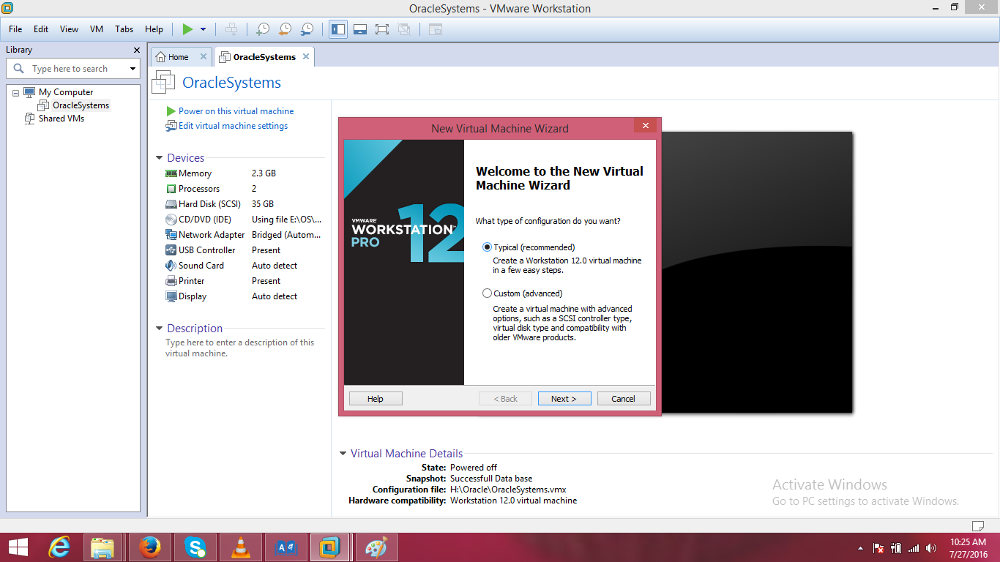 OracleSystems - VMware Workstation
File Edit View VM Tabs Help
Library
Type here to search
My Computer
OracleSystems
Shared VMs
Home
OracleSystems
OracleSystems
Power on this virtual machine
Edit virtual machine settings
Devices
Memory 2.3 GB
Processors 2
Hard Disk (SCSI) 35 GB
CD/DVD (IDE) Using file E:\OS\...
Network Adapter Bridged (Autom...
USB Controller Present
Sound Card Auto detect
Printer Present
Display Auto detect
Description
Type here to enter a description of this
virtual machine.
New Virtual Machine Wizard
VMWARE
WORKSTATION™
PRO
12
Welcome to the New Virtual
Machine Wizard
What type of configuration do you want?
Typical (recommended)
Create a Workstation 12.0 virtual machine
in a few easy steps.
Custom (advanced)
Create a virtual machine with advanced
options, such as a SCSI controller type,
virtual disk type and compatibility with
older VMware products.
Help < Back Next > Cancel
Virtual Machine Details
State: Powered off
Snapshot: Successfull Data base
Configuration file: H:\Oracle\OracleSystems.vmx
Hardware compatibility: Workstation 12.0 virtual machine
Activate Windows
Go to PC settings to activate Windows.
10:25 AM
7/27/2016